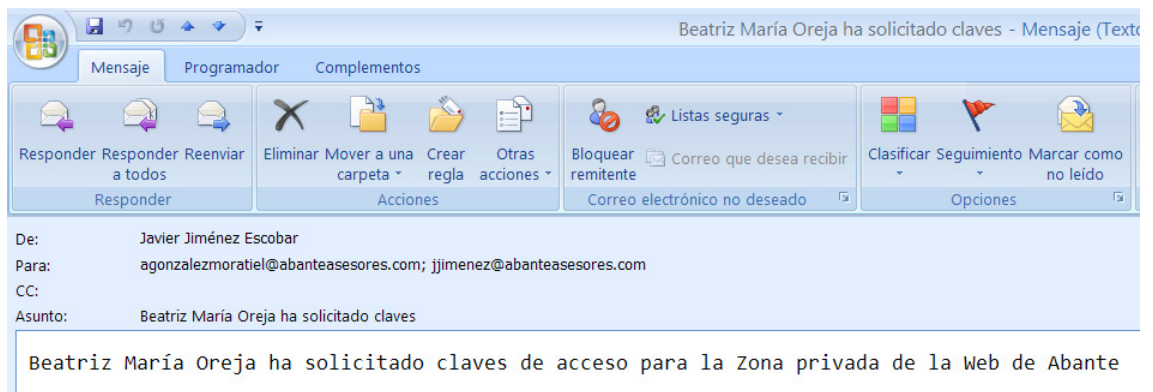 Beatriz María Oreja ha solicitado claves - Mensaje (Texto
Mensaje Programador Complementos
Responder Responder a todos Reenviar Eliminar Mover a una carpeta Crear regla Otras acciones Bloquear remitente Listas seguras Correo que desea recibir Clasificar Seguimiento Marcar como no leído
Responder Acciones Correo electrónico no deseado Opciones
De: Javier Jiménez Escobar
Para: agonzalezmoratiel@abanteasesores.com; jjimenez@abanteasesores.com
CC:
Asunto: Beatriz María Oreja ha solicitado claves
Beatriz María Oreja ha solicitado claves de acceso para la Zona privada de la Web de Abante